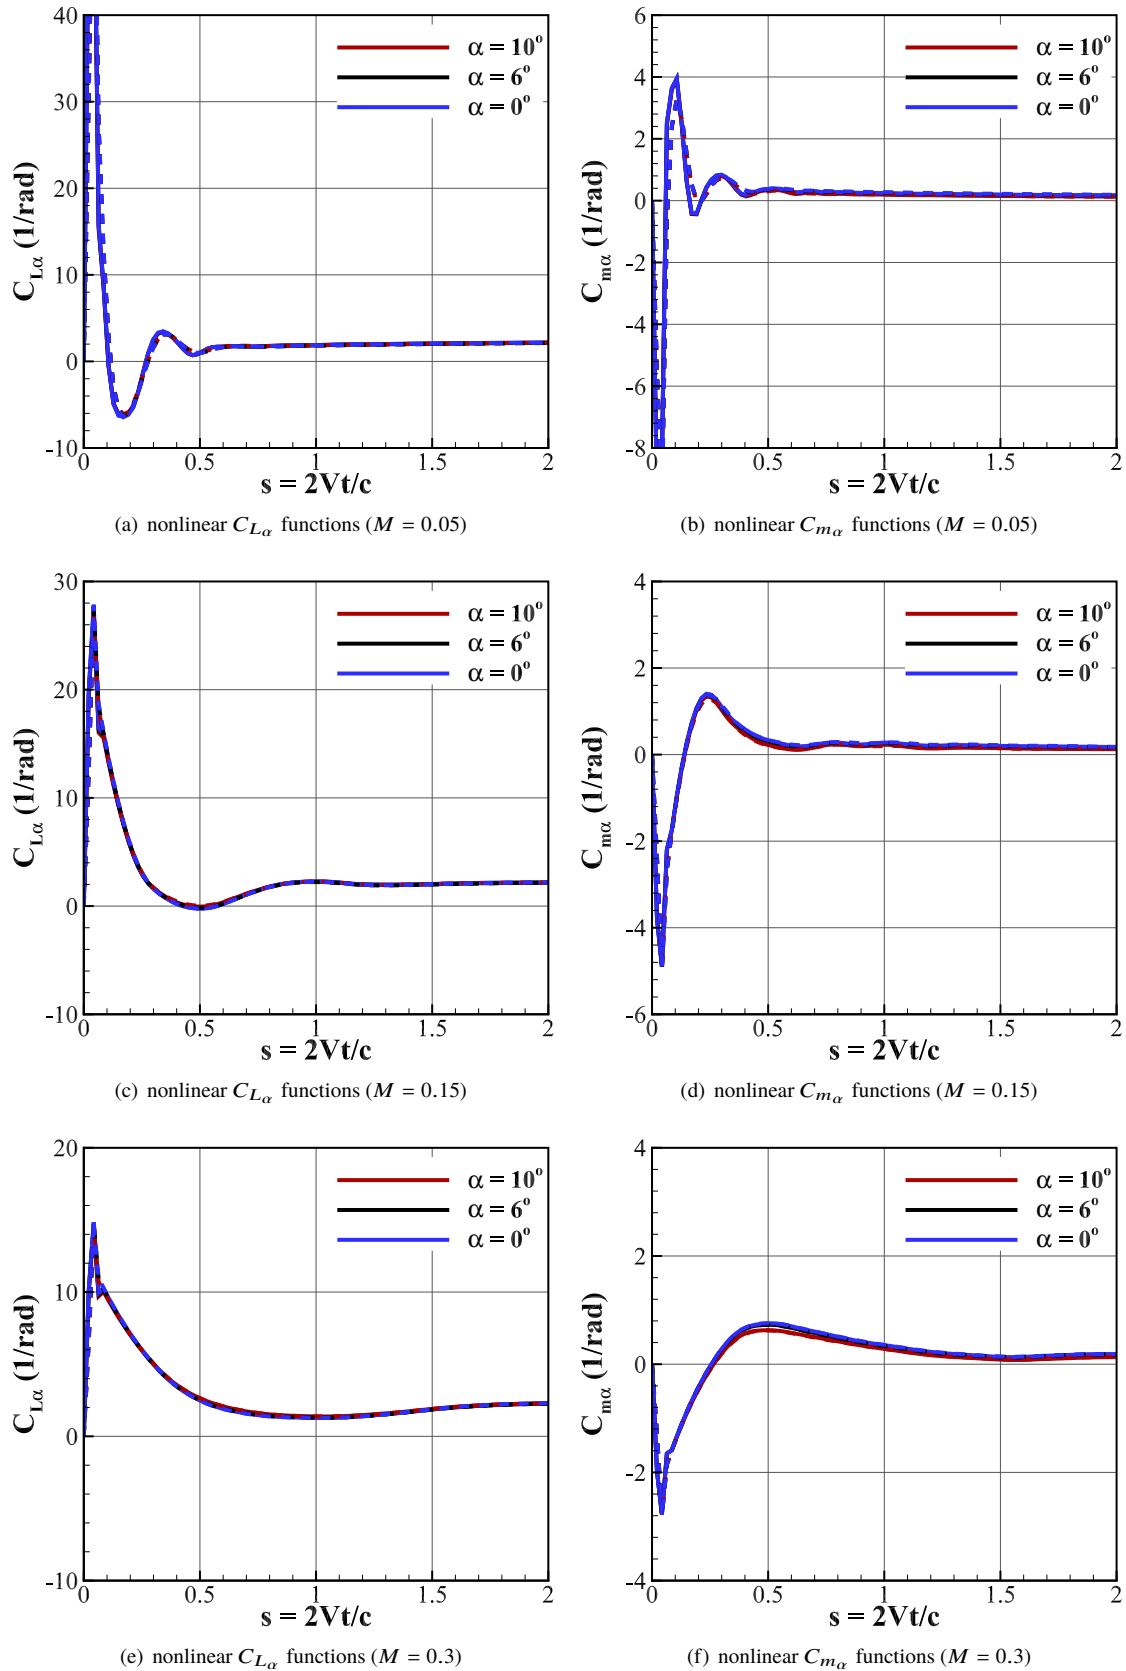 40
30
20
10
0
-10
0
0.5
1
1.5
2
C_Lα (1/rad)
s = 2Vt/c
α = 10°
α = 6°
α = 0°
(a) nonlinear C_Lα functions (M = 0.05)
6
4
2
0
-2
-4
-6
-8
0
0.5
1
1.5
2
C_mα (1/rad)
s = 2Vt/c
α = 10°
α = 6°
α = 0°
(b) nonlinear C_mα functions (M = 0.05)
30
20
10
0
-10
0
0.5
1
1.5
2
C_Lα (1/rad)
s = 2Vt/c
α = 10°
α = 6°
α = 0°
(c) nonlinear C_Lα functions (M = 0.15)
4
2
0
-2
-4
-6
0
0.5
1
1.5
2
C_mα (1/rad)
s = 2Vt/c
α = 10°
α = 6°
α = 0°
(d) nonlinear C_mα functions (M = 0.15)
20
10
0
-10
0
0.5
1
1.5
2
C_Lα (1/rad)
s = 2Vt/c
α = 10°
α = 6°
α = 0°
(e) nonlinear C_Lα functions (M = 0.3)
4
2
0
-2
-4
0
0.5
1
1.5
2
C_mα (1/rad)
s = 2Vt/c
α = 10°
α = 6°
α = 0°
(f) nonlinear C_mα functions (M = 0.3)